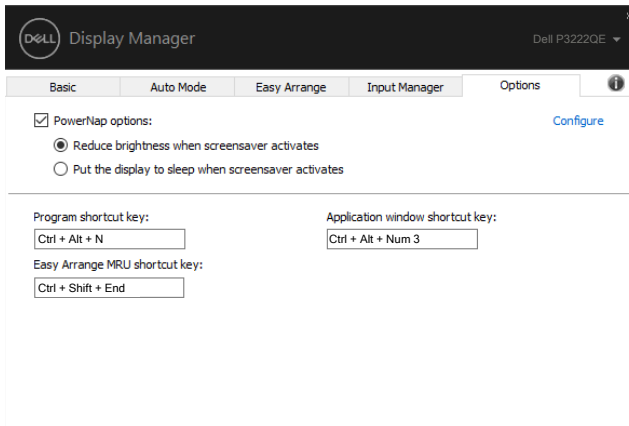 DELL Display Manager
Dell P3222QE
Basic Auto Mode Easy Arrange Input Manager Options
PowerNap options: Configure
Reduce brightness when screensaver activates
Put the display to sleep when screensaver activates
Program shortcut key: Application window shortcut key:
Ctrl + Alt + N Ctrl + Alt + Num 3
Easy Arrange MRU shortcut key:
Ctrl + Shift + End